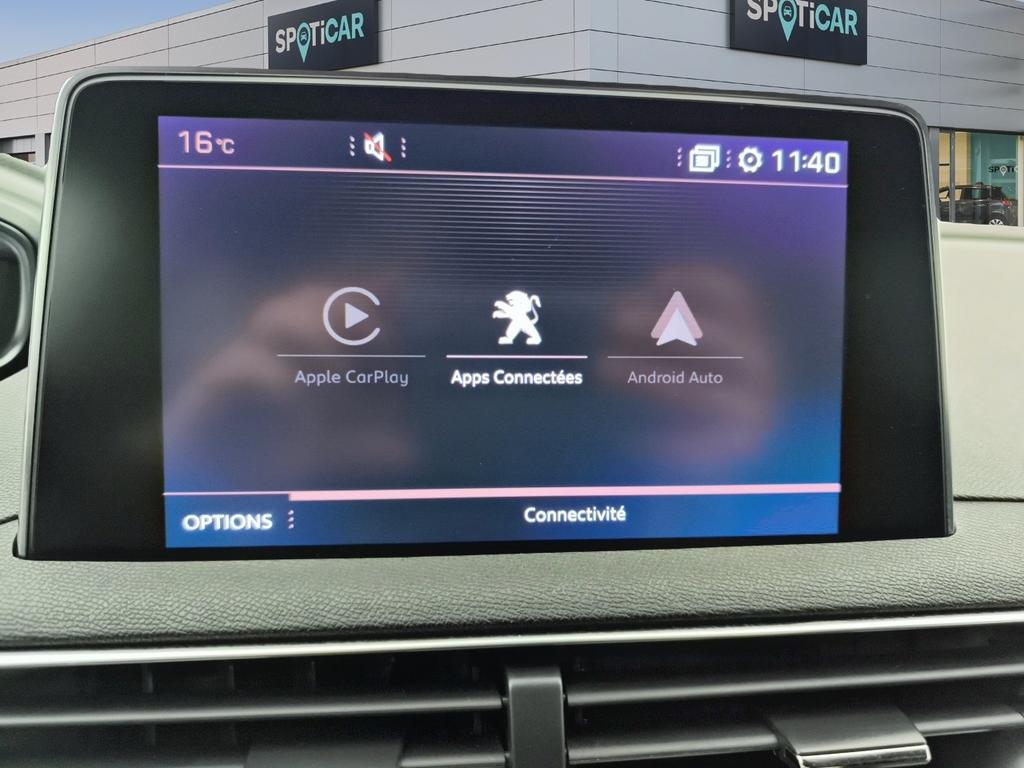 SPOTiCAR
SPOTiCAR
16°C
11:40
Apple CarPlay
Apps Connectées
Android Auto
OPTIONS
Connectivité